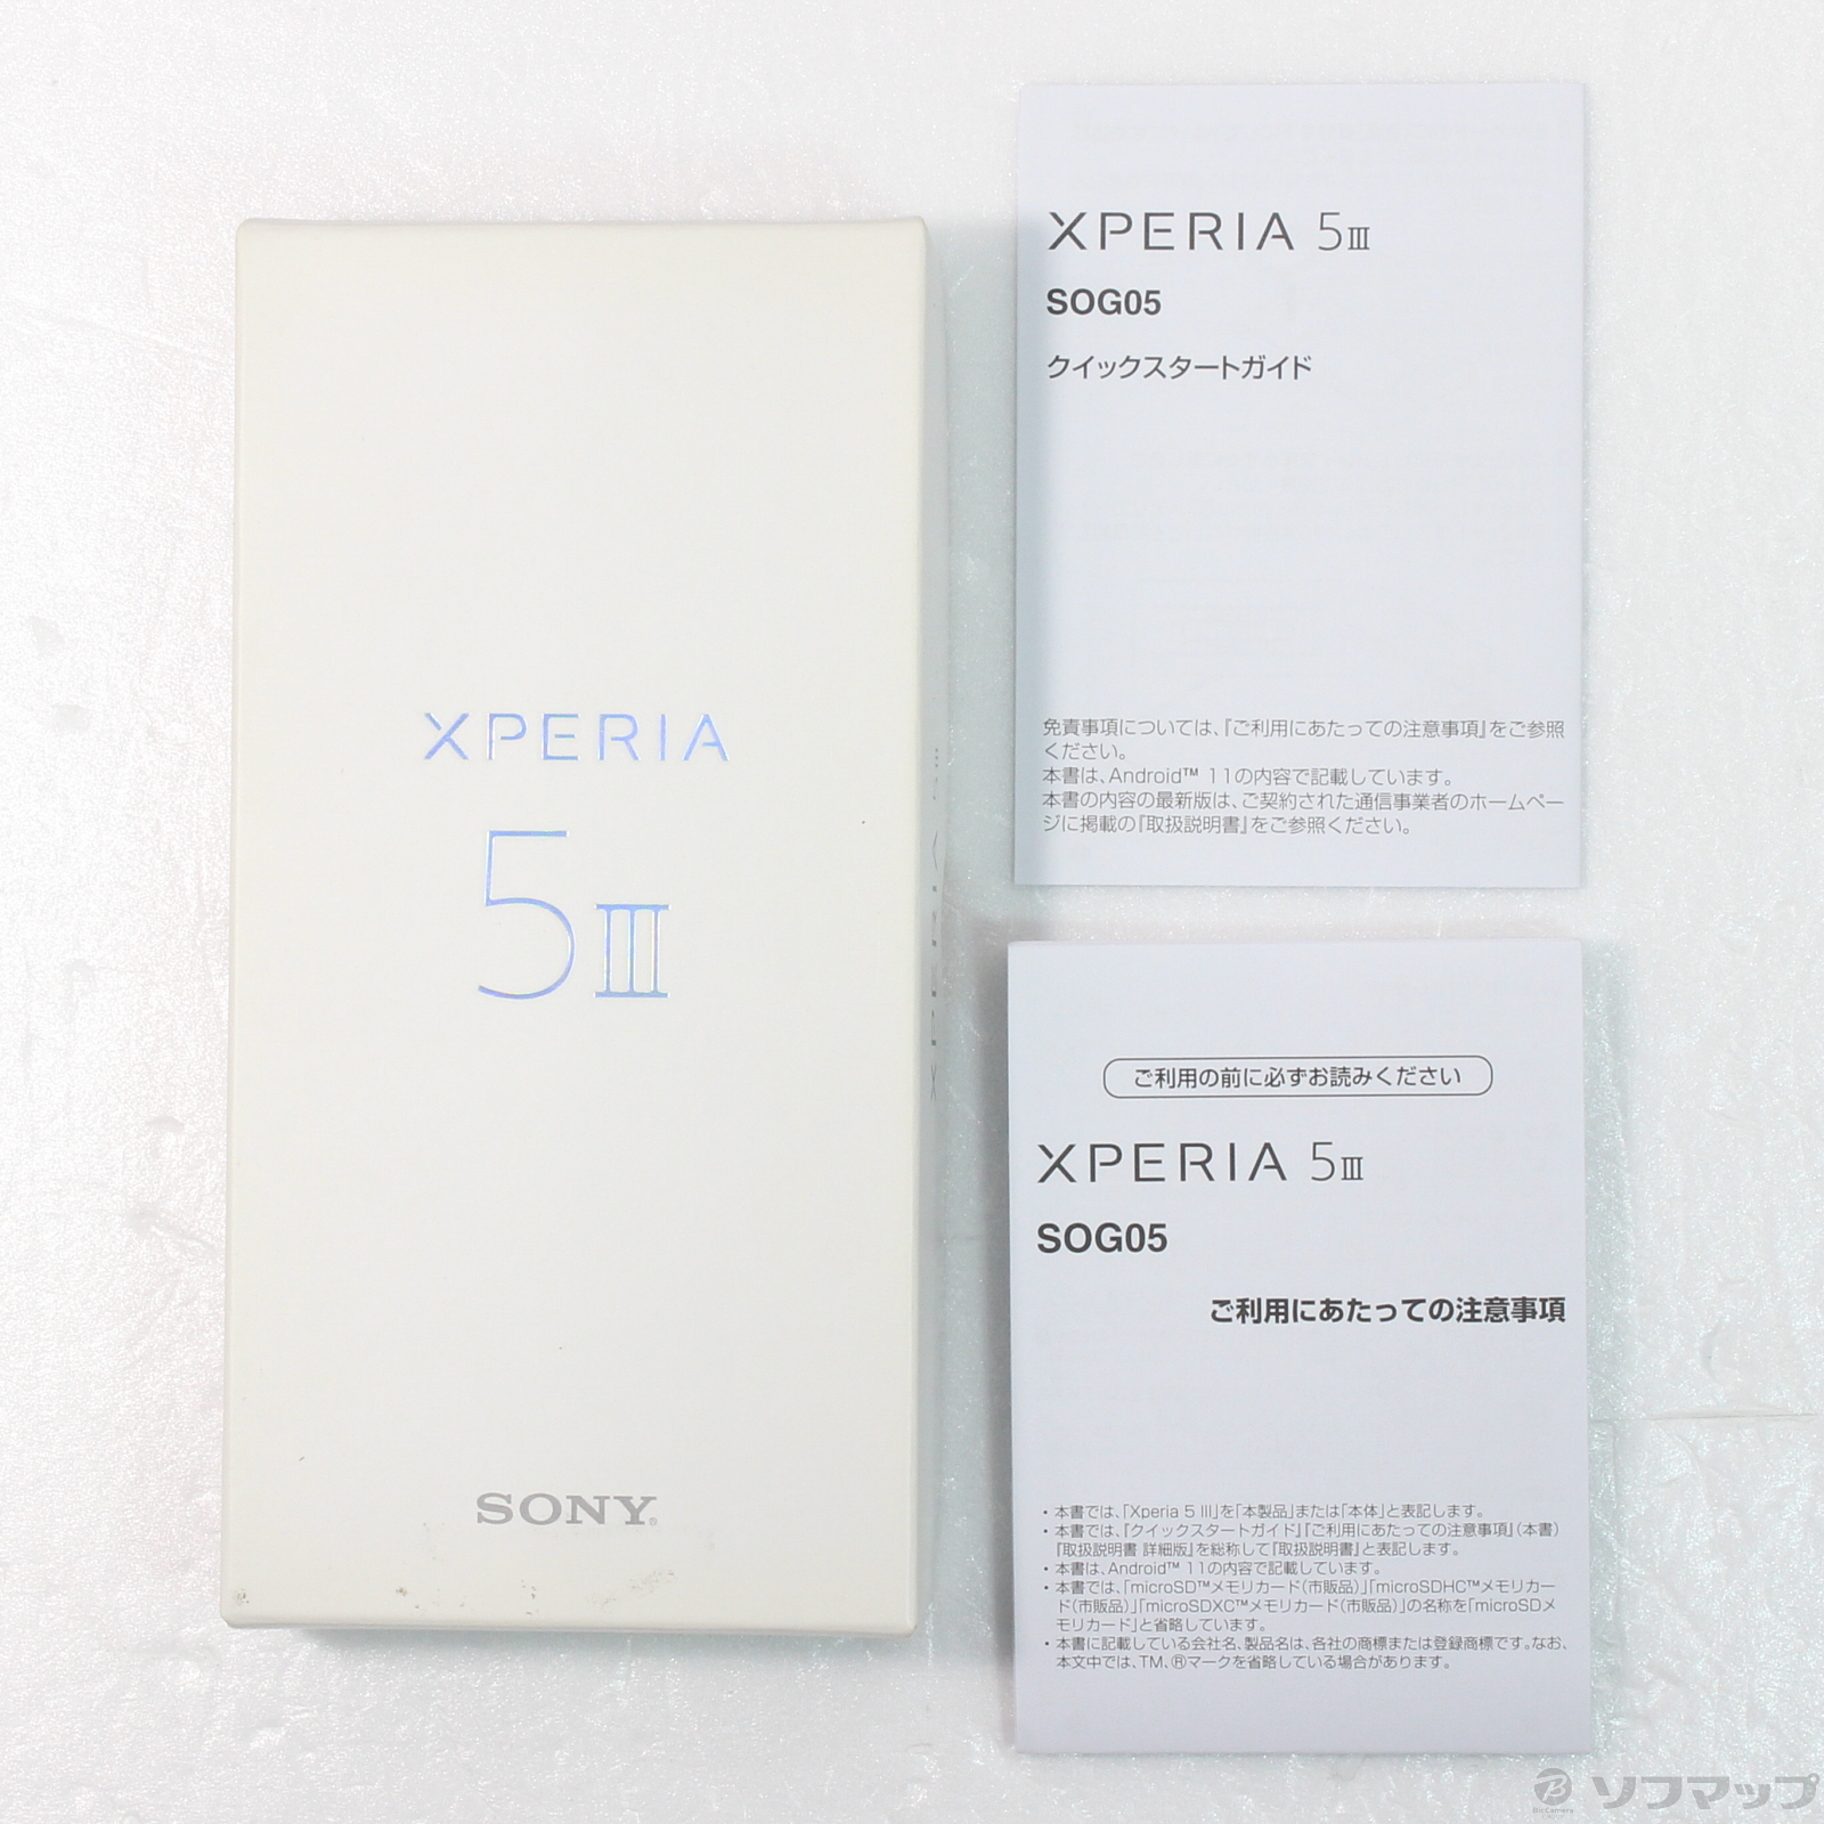 XPERIA
5III
SONY
XPERIA 5III
SOG05
クイックスタートガイド
免責事項については、『ご利用にあたっての注意事項』をご参照
ください。
本書は、Android™ 11の内容で記載しています。
本書の内容の最新版は、ご契約された通信事業者のホームペー
ジに掲載の『取扱説明書』をご参照ください。
ご利用の前に必ずお読みください
XPERIA 5III
SOG05
ご利用にあたっての注意事項
・本書では、「Xperia 5 III」を「本製品」または「本体」と表記します。
・本書では、『クイックスタートガイド』『ご利用にあたっての注意事項』（本書）
『取扱説明書 詳細版』を総称して『取扱説明書』と表記します。
・本書は、Android™ 11の内容で記載しています。
・本書では、「microSD™メモリカード（市販品）」「microSDHC™メモリカー
ド（市販品）」「microSDXC™メモリカード（市販品）」の名称を「microSDメ
モリカード」と省略しています。
・本書に記載している会社名、製品名は、各社の商標または登録商標です。なお、
本文中では、TM、®マークを省略している場合があります。
ソフマップ